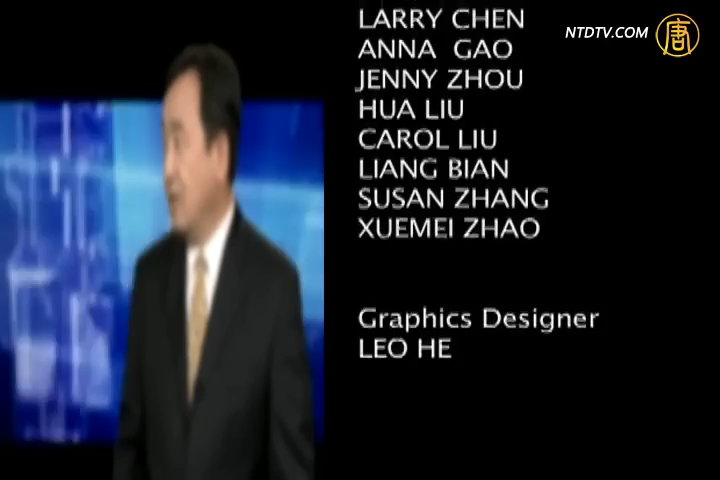 LARRY CHEN
ANNA GAO
JENNY ZHOU
HUA LIU
CAROL LIU
LIANG BIAN
SUSAN ZHANG
XUEMEI ZHAO
Graphics Designer
LEO HE
NTDTV.COM
唐